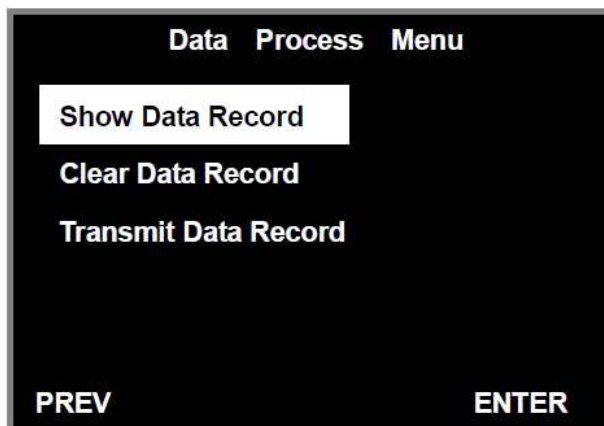 Data Process Menu
Show Data Record
Clear Data Record
Transmit Data Record
PREV ENTER